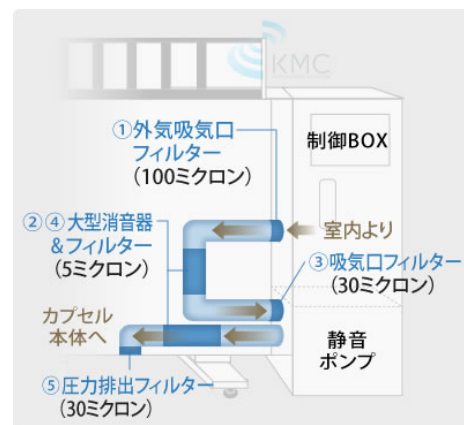 KMC
①外気吸気口
フィルター
(100ミクロン)
制御BOX
②④大型消音器
&フィルター
(5ミクロン)
室内より
③吸気口フィルター
(30ミクロン)
カプセル
本体へ
静音
ポンプ
⑤圧力排出フィルター
(30ミクロン)